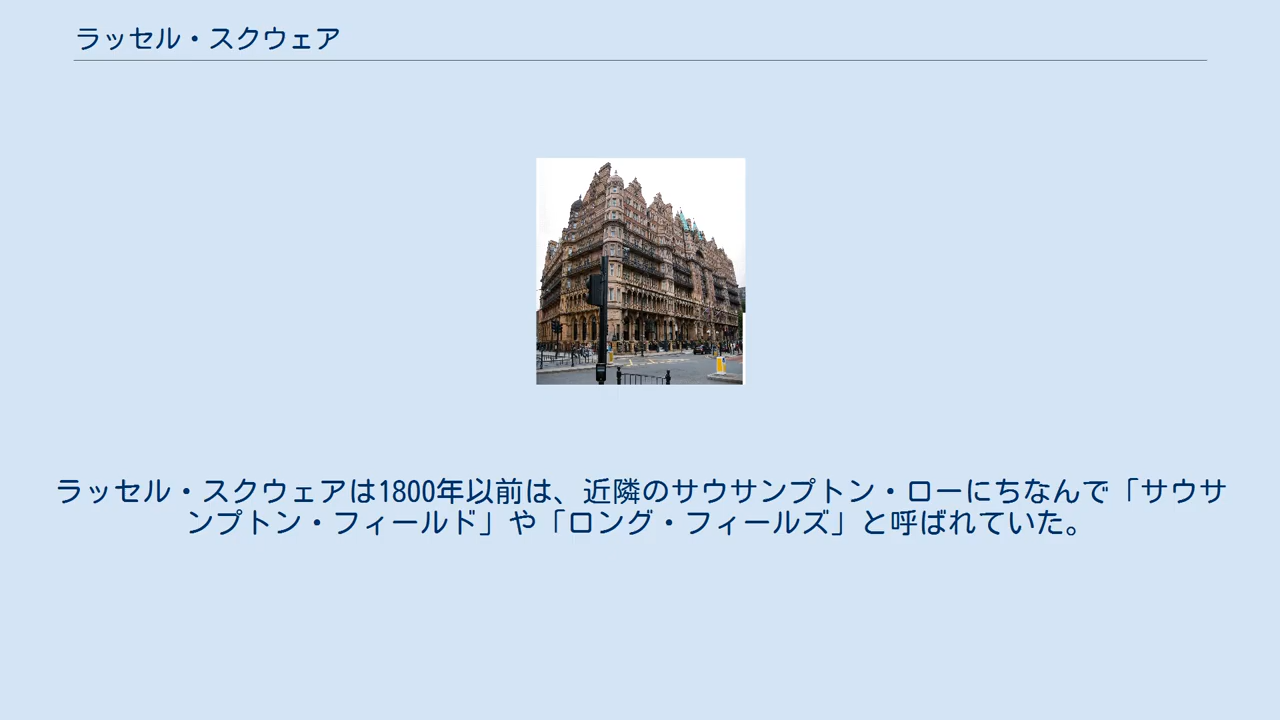 ラッセル・スクウェア
ラッセル・スクウェアは1800年以前は、近隣のサウサンプトン・ローにちなんで「サウサ
ンプトン・フィールド」や「ロング・フィールズ」と呼ばれていた。